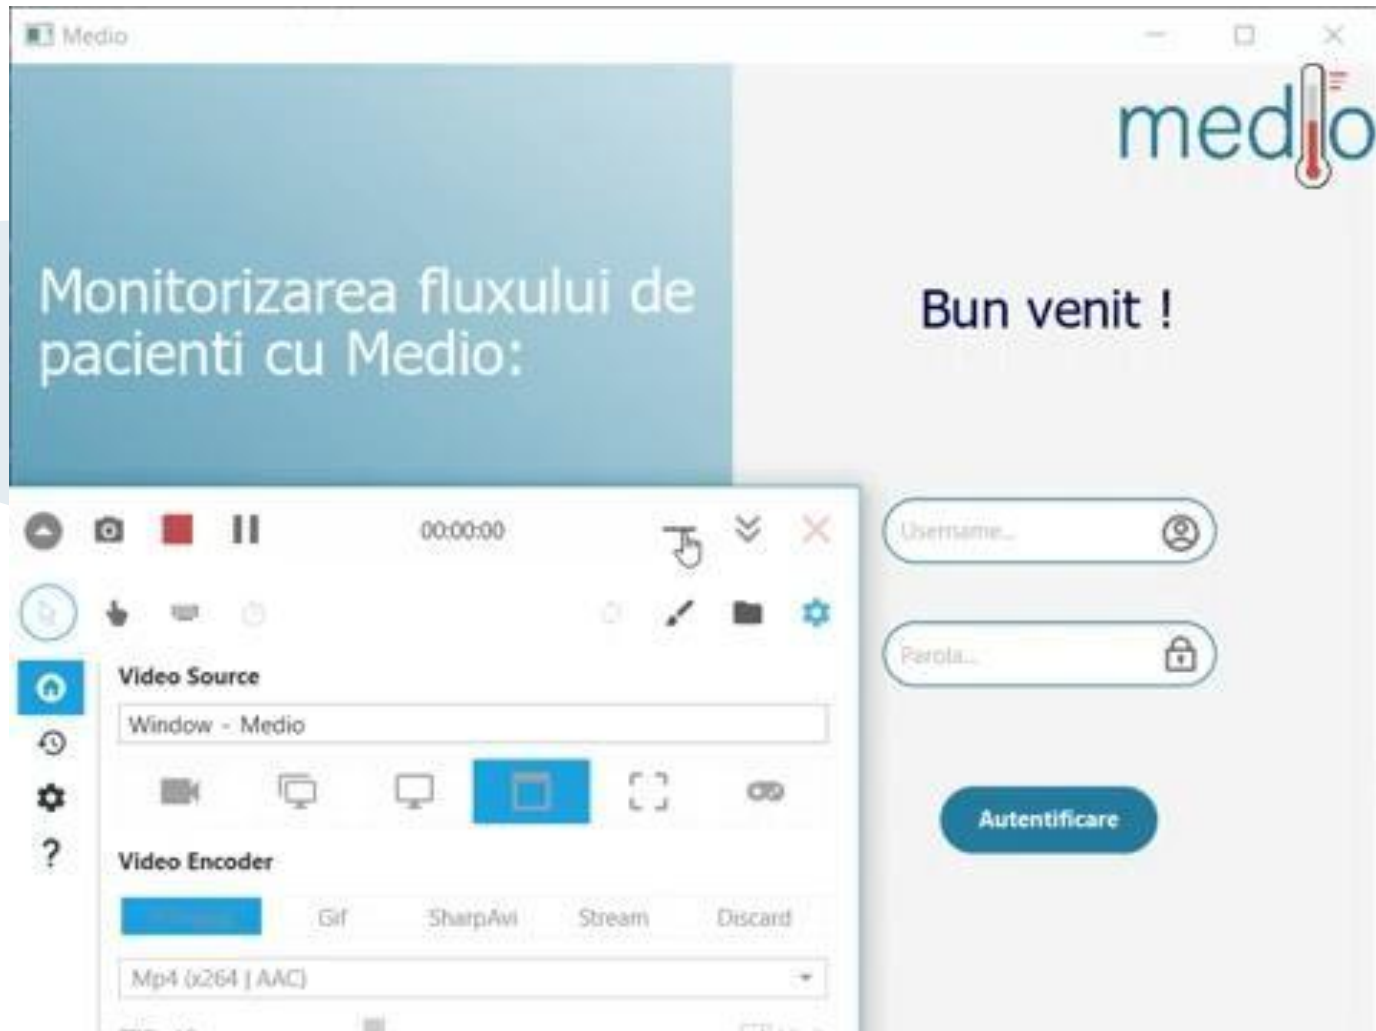 Medio
medio
Monitorizarea fluxului de
pacienti cu Medio:
Bun venit !
00:00:00
Username...
Parola...
Video Source
Window - Medio
Autentificare
Video Encoder
Gif
SharpAvi
Stream
Discard
Mp4 (x264 | AAC)